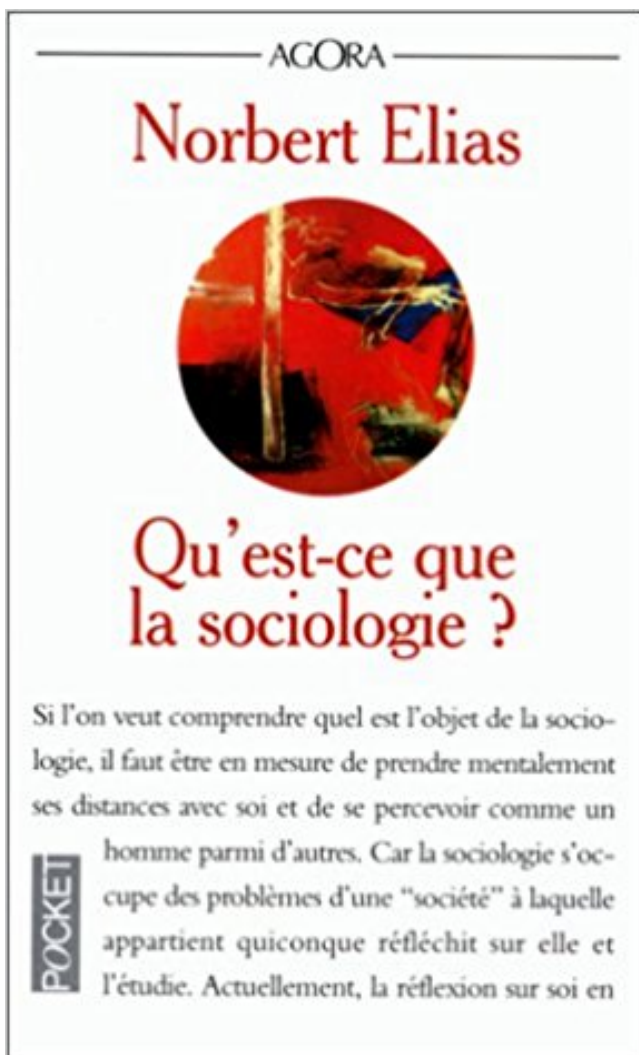 AGORA
Norbert Elias
Qu'est-ce que
la sociologie ?
Si l'on veut comprendre quel est l'objet de la socio-
logie, il faut être en mesure de prendre mentalement
ses distances avec soi et de se percevoir comme un
homme parmi d'autres. Car la sociologie s'oc-
cupe des problèmes d'une “société” à laquelle
appartient quiconque réfléchit sur elle et
l'étudie. Actuellement, la réflexion sur soi en
POCKET